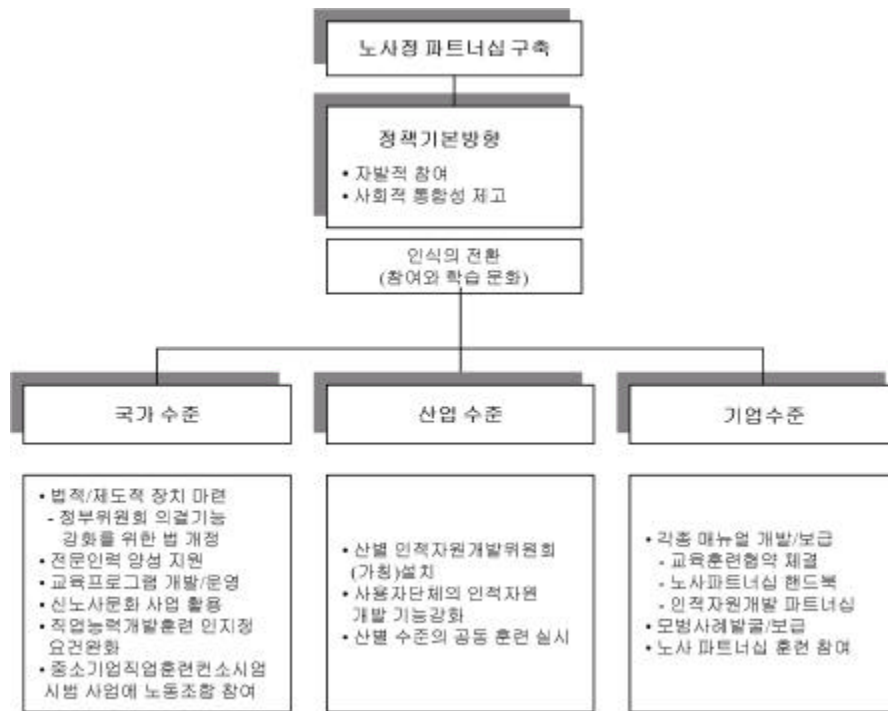 노사정 파트너십 구축
정책기본방향
• 자발적 참여
• 사회적 통합성 제고
인식의 전환
(참여와 학습 문화)
국가 수준
• 법적/제도적 장치 마련
- 정부위원회 의결기능
강화를 위한 법 개정
• 전문인력 양성 지원
• 교육프로그램 개발/운영
• 신노사문화 사업 활용
• 직업능력개발훈련 인지정
요건완화
• 중소기업직업훈련컨소시엄
시범 사업에 노동조합 참여
산업 수준
• 산별 인적자원개발위원회
(가칭)설치
• 사용자단체의 인적자원
개발 기능강화
• 산별 수준의 공동 훈련 실시
기업수준
• 각종 매뉴얼 개발/보급
- 교육훈련협약 체결
- 노사파트너십 핸드북
- 인적자원개발 파트너십
• 모범사례발굴/보급
• 노사 파트너십 훈련 참여